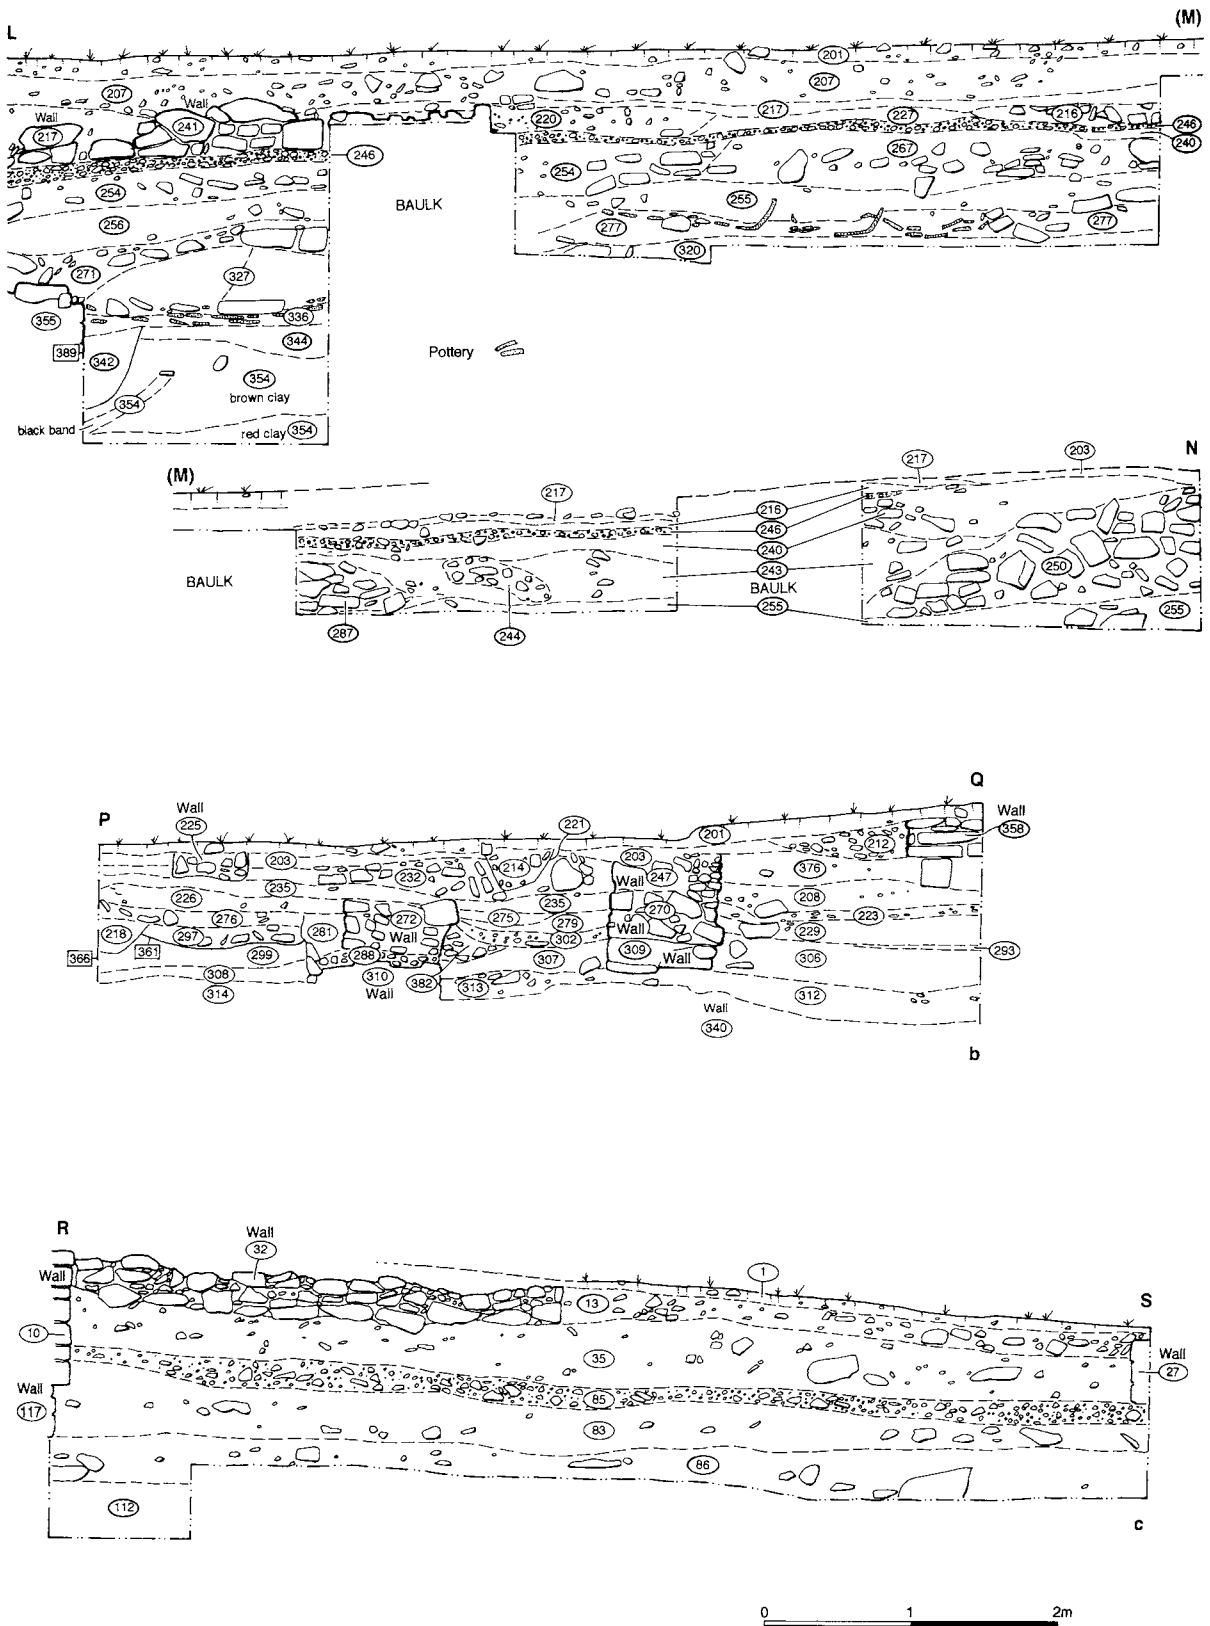 L (M)
201
207 207
Wall
Wall 241 220 217 227 216
217 246
246 240
267
254 254
BAULK
255
256 277 277
320
271 327
355 336
344
389 342 Pottery
354
354 brown clay
black band red clay 354
(M) 217 203 N
217
216
246
240
BAULK 243 250
BAULK
255 255
287 244
Q
P Wall Wall
225 221 201 358
203 214 203 212
232 Wall 247 376
235
226 235 208
276 272 275 270 223
218 281 279
297 Wall 302 Wall 229
366 361 299 288 307 309 306 293
308 310 382 313 Wall
314 Wall 312
Wall
340
b
R Wall
32 1
Wall 13 S
10 35 Wall
27
Wall 85
117 83
86
112
c
0 1 2m